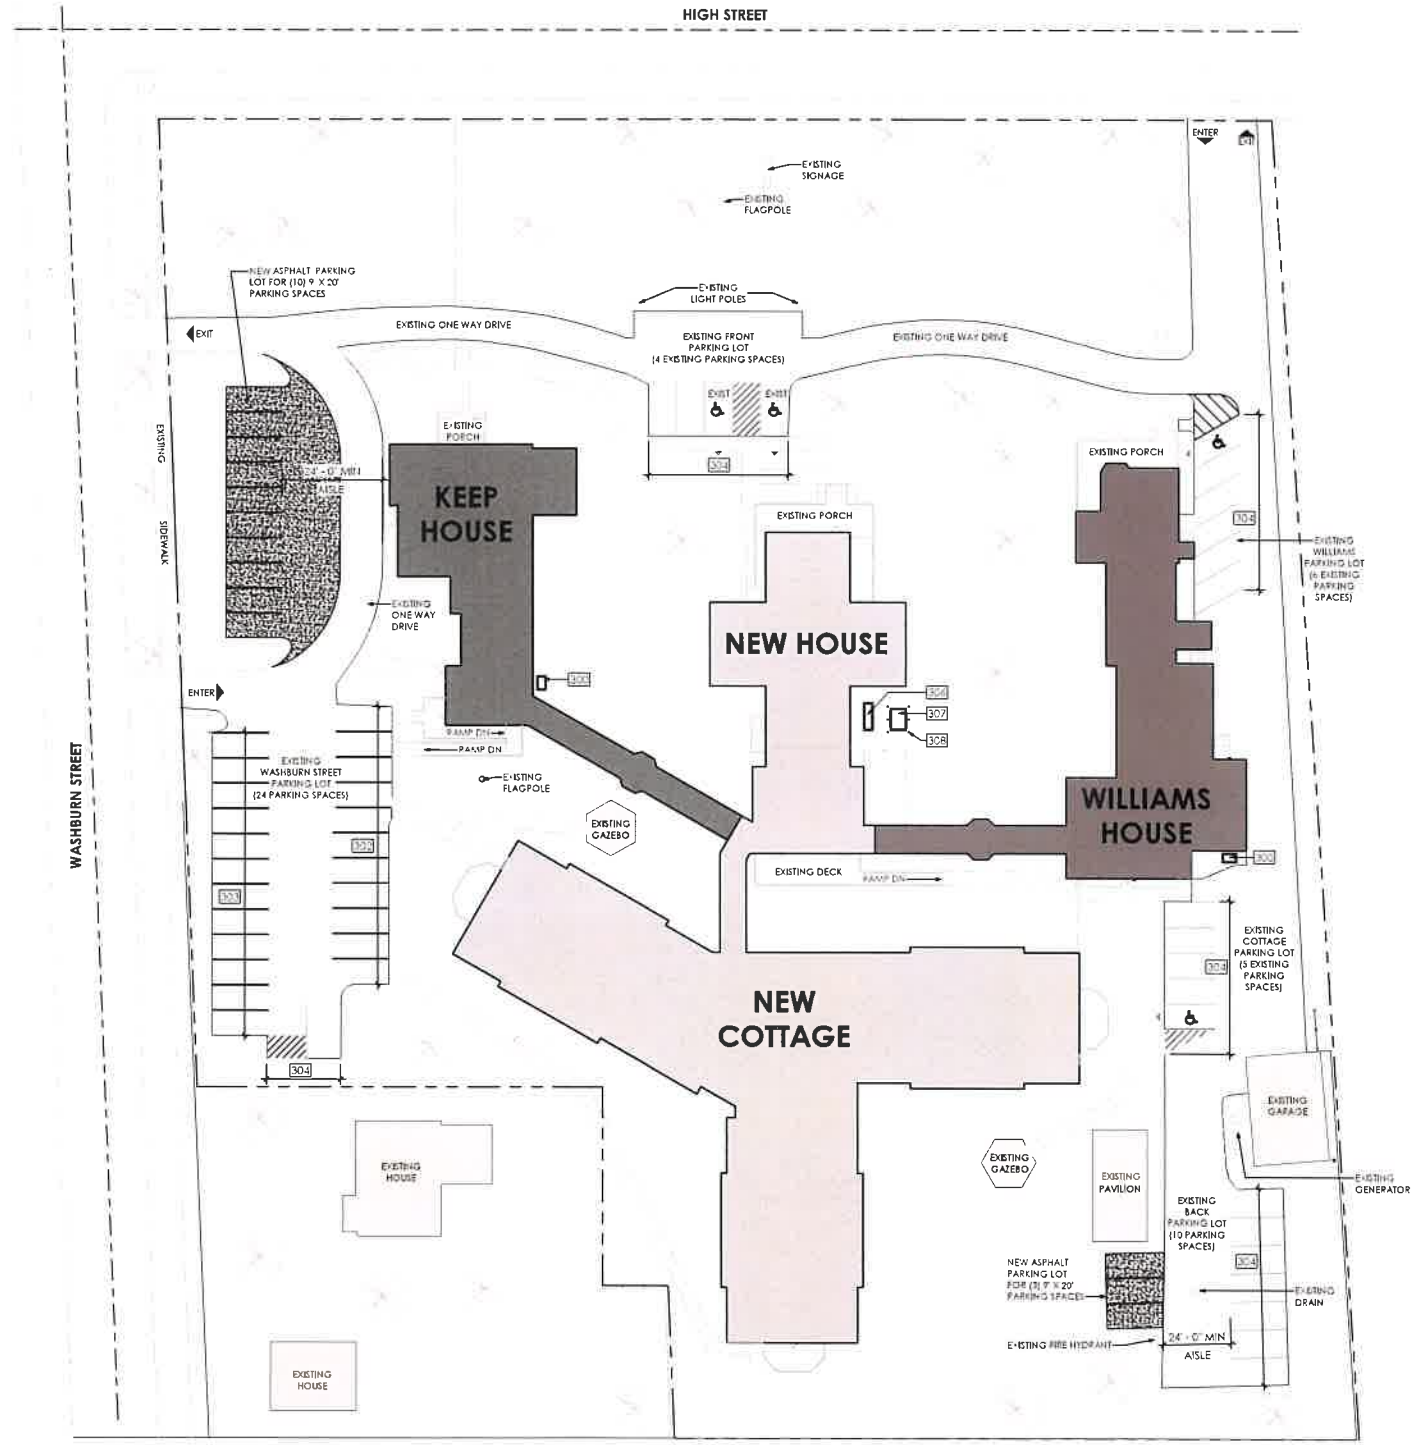 HIGH STREET
ENTER
EXIT
EXISTING
SIGNAGE
EXISTING
FLAGPOLE
NEW ASPHALT PARKING
LOT FOR (10) 9' X 20'
PARKING SPACES
EXISTING
LIGHT POLES
EXIT
EXISTING ONE WAY DRIVE
EXISTING FRONT
PARKING LOT
(4 EXISTING PARKING SPACES)
EXISTING ONE WAY DRIVE
EXIST
EXIST
EXISTING
SIDEWALK
EXISTING
PORCH
304
EXISTING PORCH
24' - 0" MIN
AISLE
KEEP
HOUSE
EXISTING PORCH
304
EXISTING
WILLIAMS
PARKING LOT
(6 EXISTING
PARKING
SPACES)
EXISTING
ONE WAY
DRIVE
NEW HOUSE
300
ENTER
306
307
308
RAMP DN
RAMP DN
WASHBURN STREET
EXISTING
WASHBURN STREET
PARKING LOT
(24 PARKING SPACES)
EXISTING
FLAGPOLE
EXISTING
GAZEBO
WILLIAMS
HOUSE
302
303
EXISTING DECK
RAMP DN
300
EXISTING
COTTAGE
PARKING LOT
(5 EXISTING
PARKING
SPACES)
304
NEW
COTTAGE
304
EXISTING
GARAGE
EXISTING
HOUSE
EXISTING
GAZEBO
EXISTING
PAVILION
EXISTING
GENERATOR
EXISTING
BACK
PARKING LOT
(10 PARKING
SPACES)
304
NEW ASPHALT
PARKING LOT
FOR (3) 9' X 20'
PARKING SPACES
EXISTING
DRAIN
EXISTING FIRE HYDRANT
24' - 0" MIN
AISLE
EXISTING
HOUSE